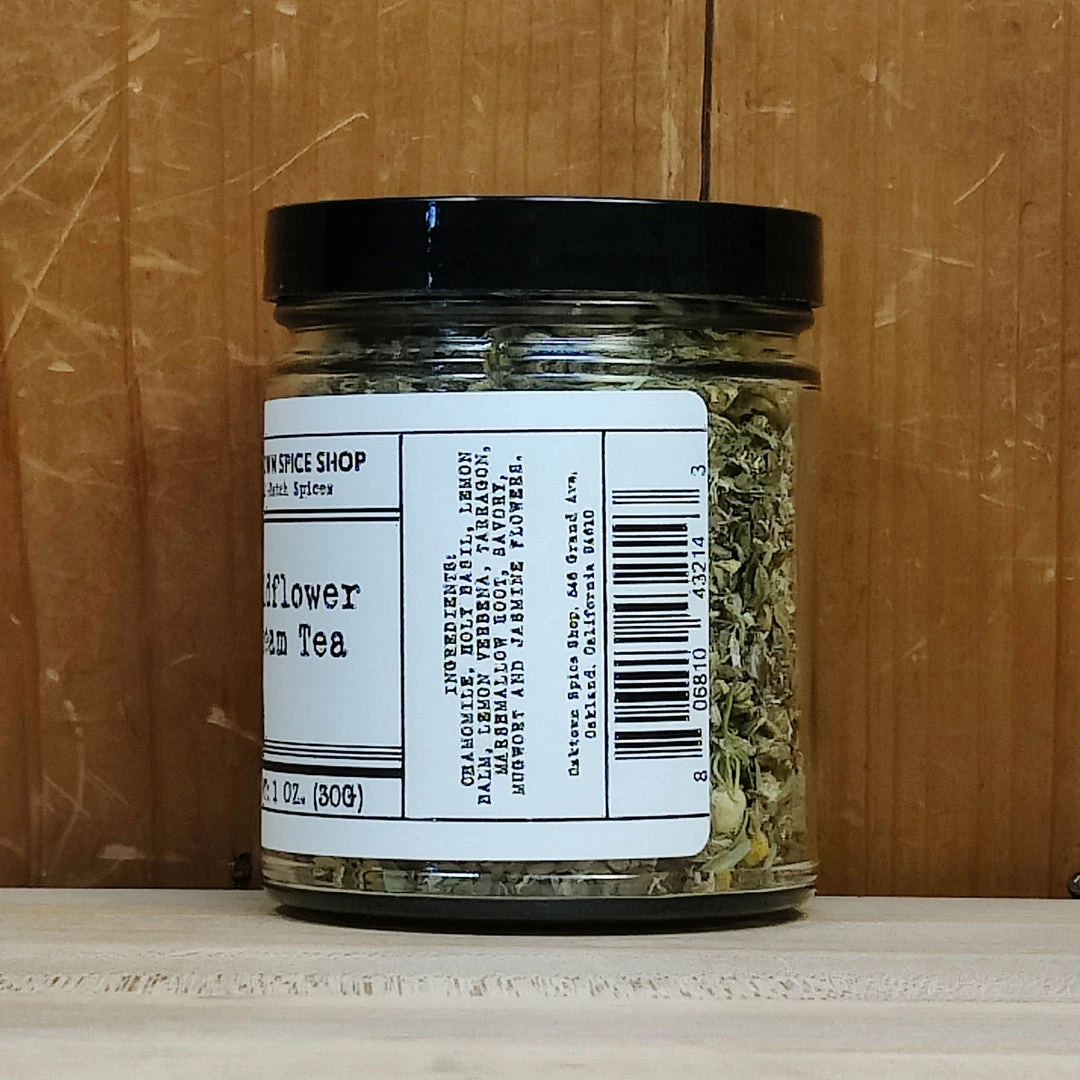 WN SPICE SHOP
-Batch Spices
dflower
eam Tea
1 OZ. (30G)
INGREDIENTS:
CHAMOMILE, HOLY BASIL, LEMON
BALM, LEMON VERBENA, TARRAGON,
MARSHMALLOW ROOT, SAVORY,
MUGWORT AND JASMINE FLOWERS.
Oaktown Spice Shop, 546 Grand Ave,
Oakland, California 94610
8 06810 43214 3